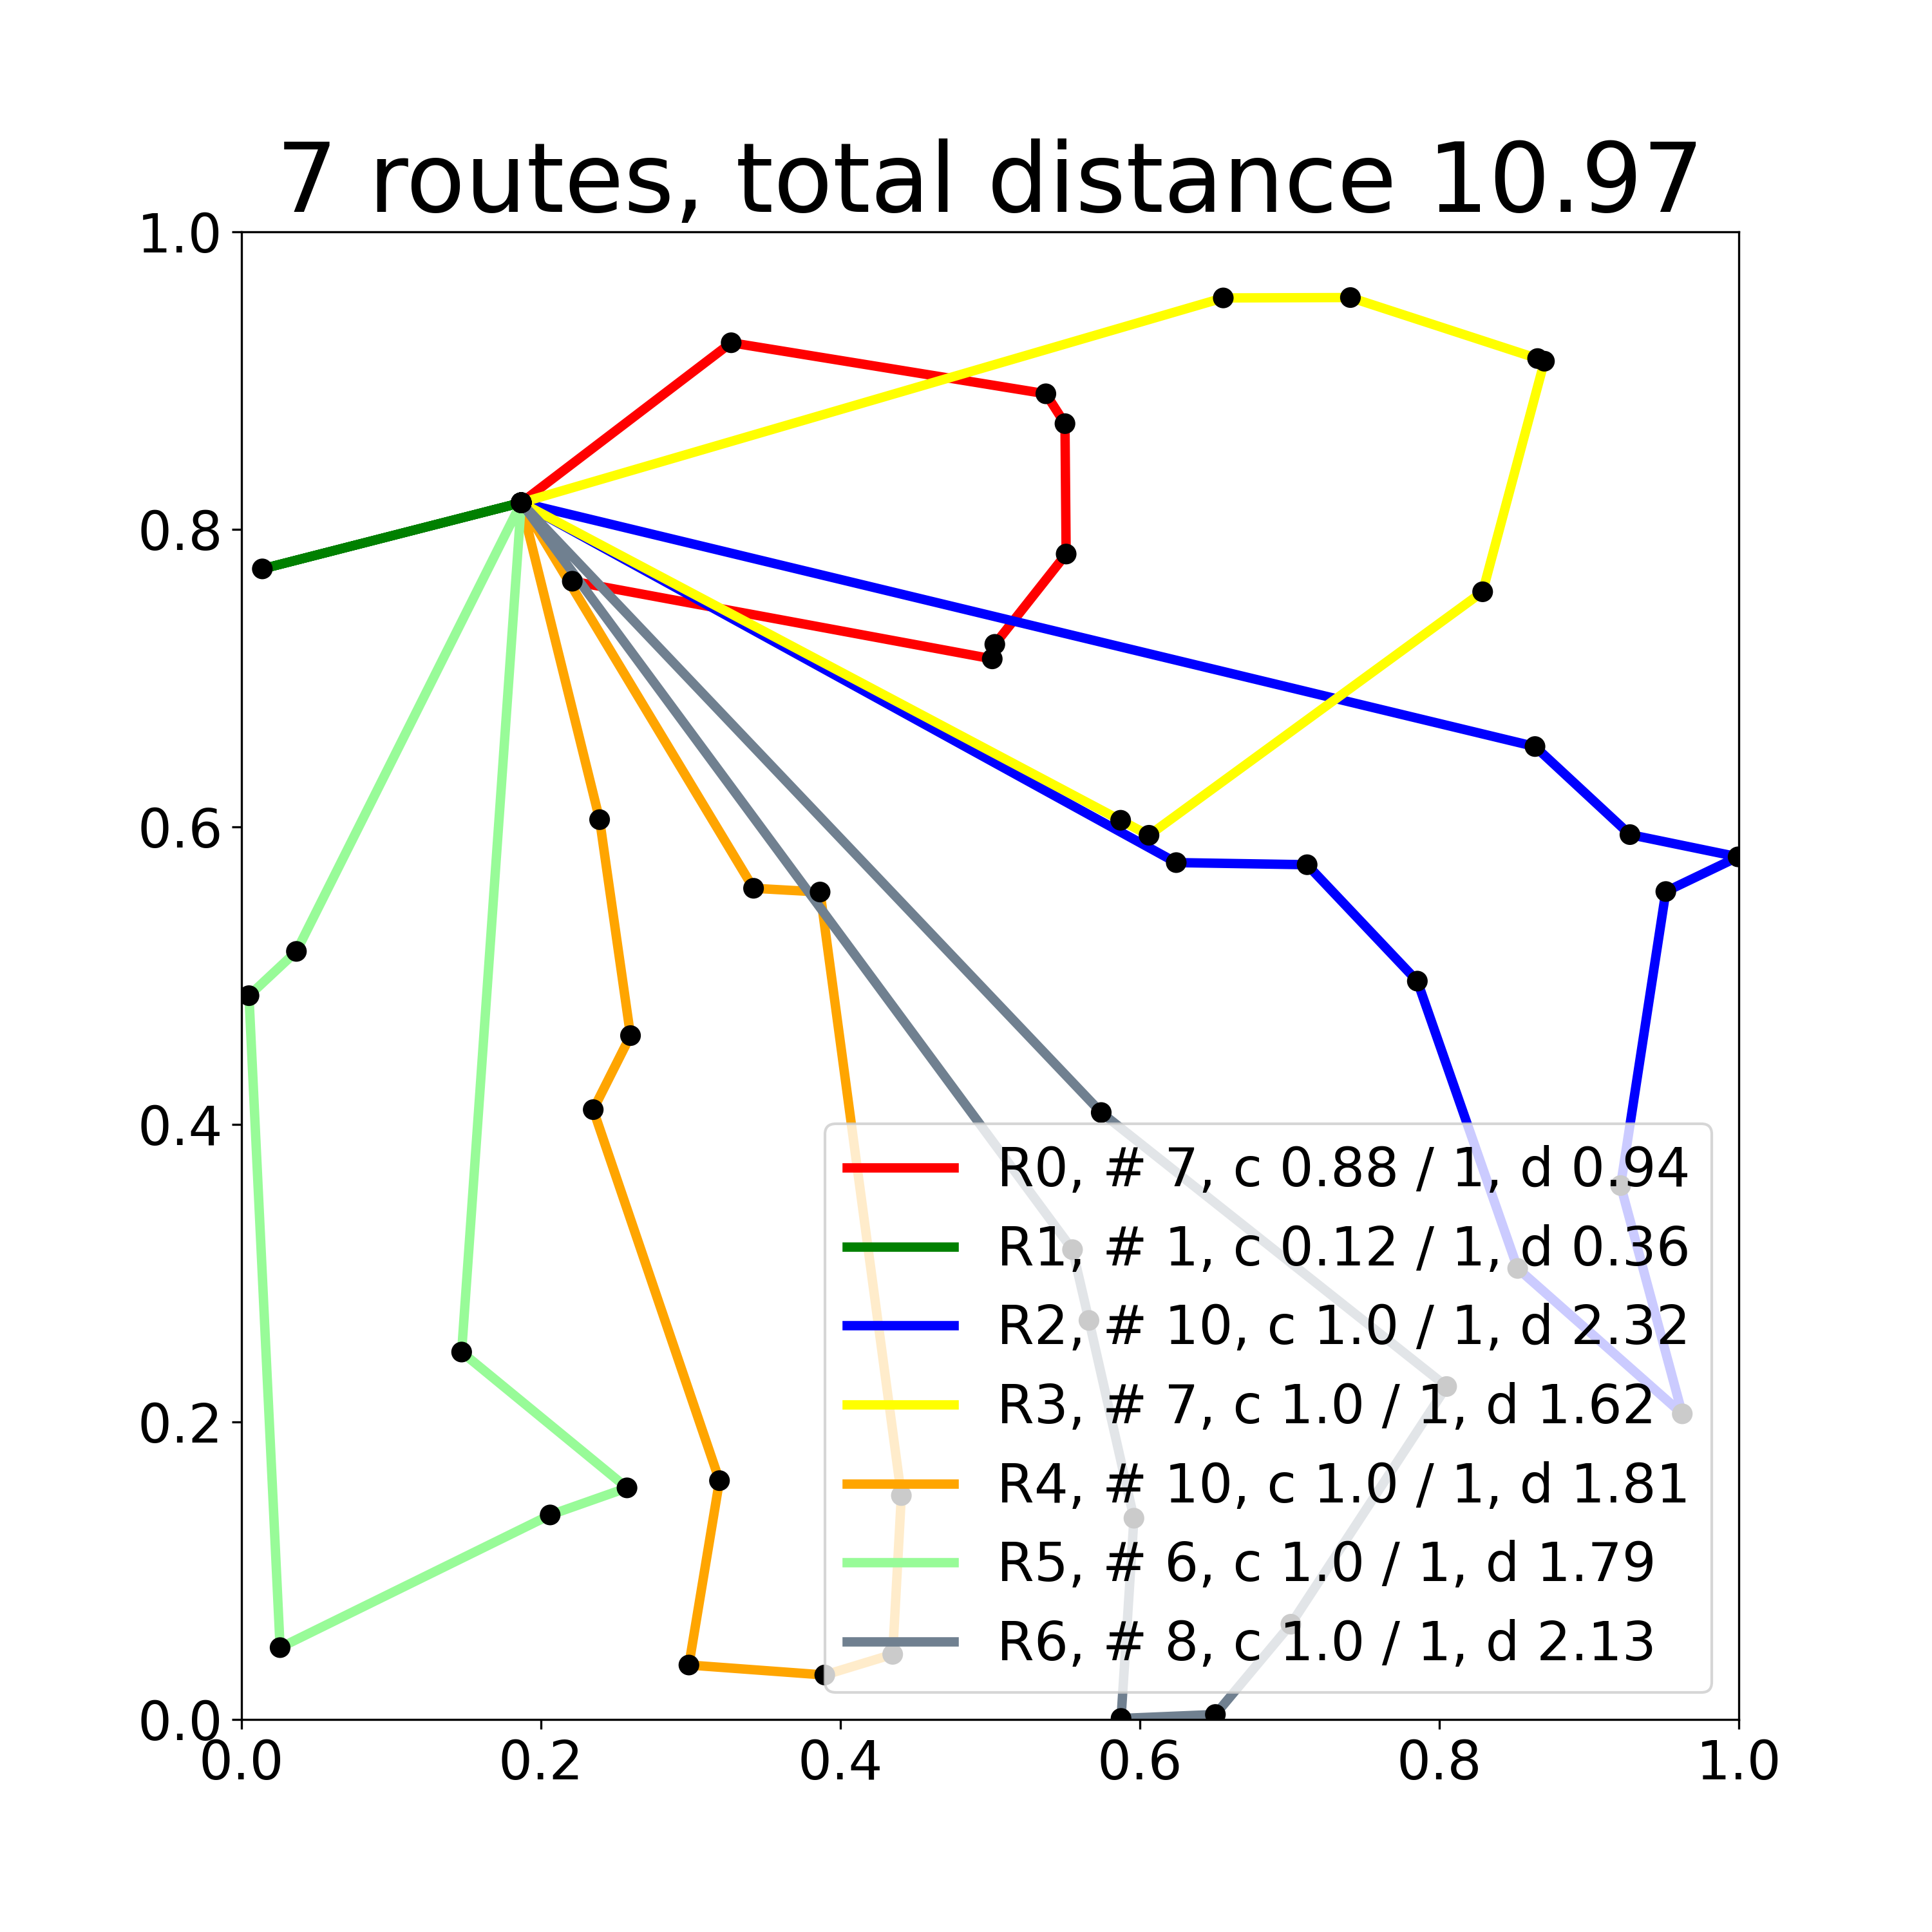 7 routes, total distance 10.97
1.0
0.8
0.6
0.4
0.2
0.0
R0, # 7, c 0.88 / 1, d 0.94
R1, # 1, c 0.12 / 1, d 0.36
R2, # 10, c 1.0 / 1, d 2.32
R3, # 7, c 1.0 / 1, d 1.62
R4, # 10, c 1.0 / 1, d 1.81
R5, # 6, c 1.0 / 1, d 1.79
R6, # 8, c 1.0 / 1, d 2.13
0.0 0.2 0.4 0.6 0.8 1.0